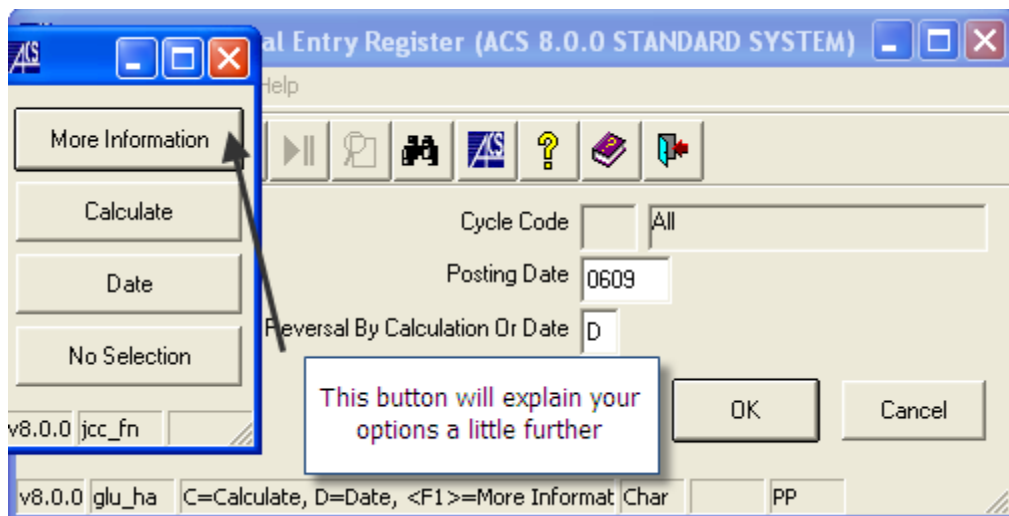 al Entry Register (ACS 8.0.0 STANDARD SYSTEM)
ACS
Help
More Information
ACS
Calculate
Cycle Code All
Date
Posting Date 0609
No Selection
Reversal By Calculation Or Date D
This button will explain your
options a little further
OK Cancel
v8.0.0 jcc_fn
v8.0.0 glu_ha C=Calculate, D=Date, <F1>=More Informat Char PP